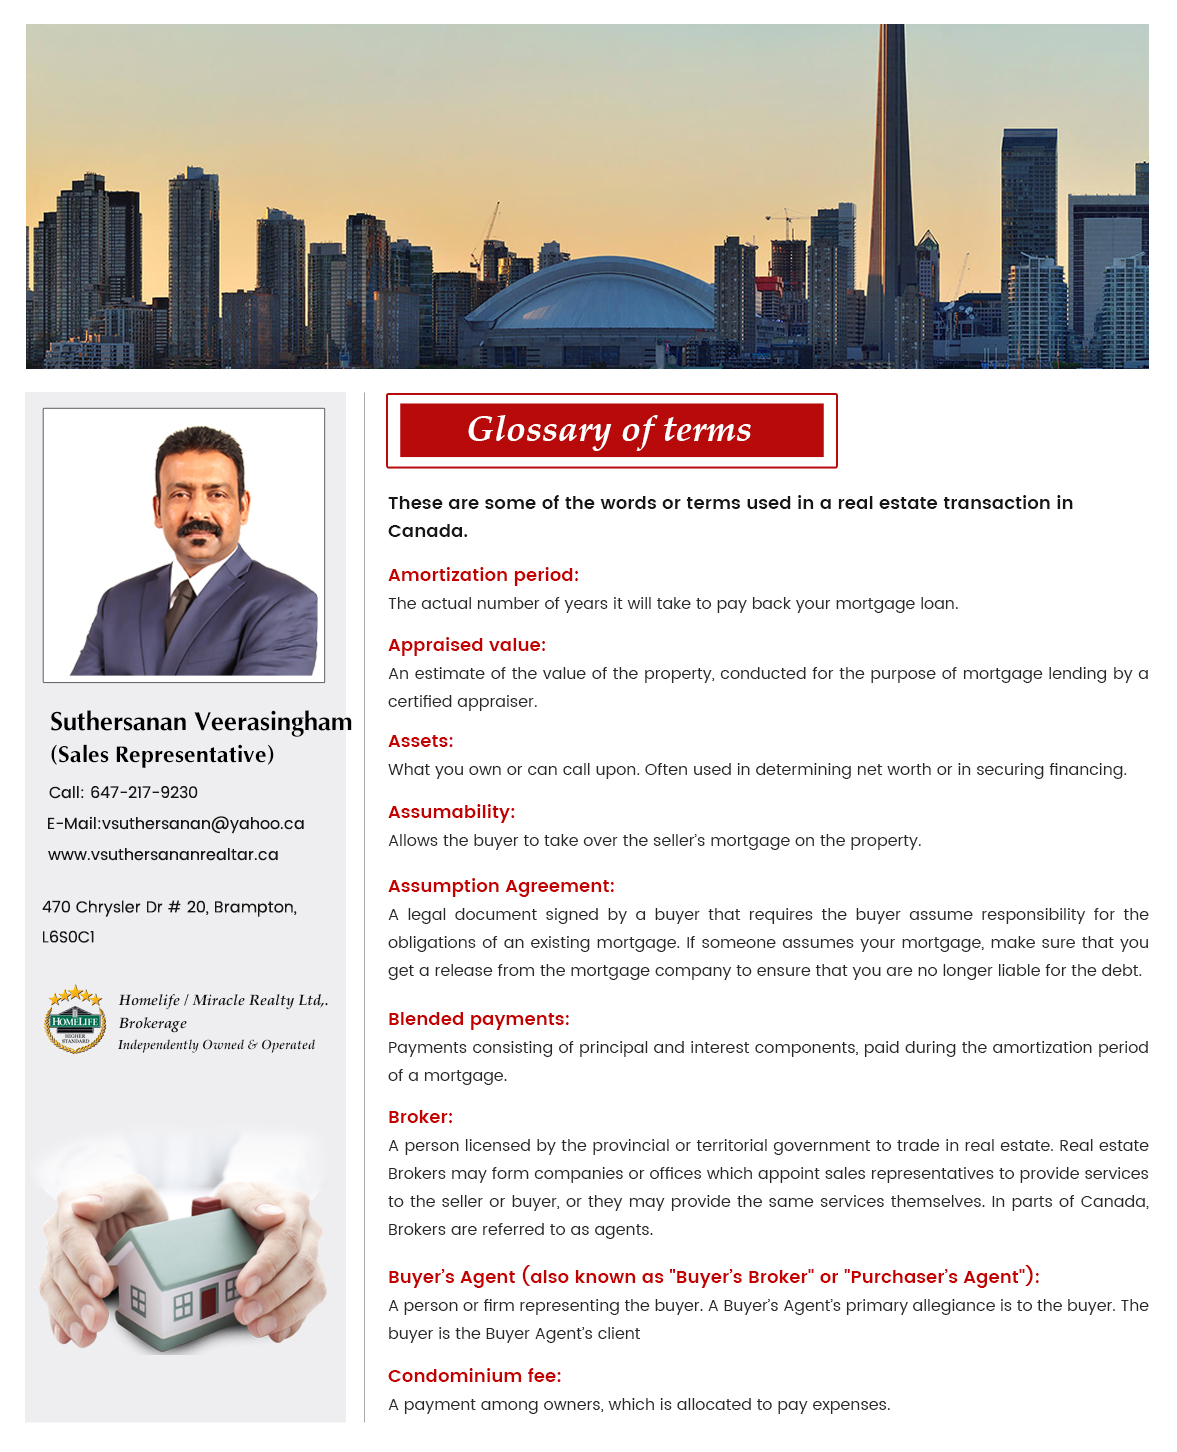 Glossary of terms
These are some of the words or terms used in a real estate transaction in
Canada.
Amortization period:
The actual number of years it will take to pay back your mortgage loan.
Appraised value:
An estimate of the value of the property, conducted for the purpose of mortgage lending by a
certified appraiser.
Assets:
What you own or can call upon. Often used in determining net worth or in securing financing.
Assumability:
Allows the buyer to take over the seller's mortgage on the property.
Assumption Agreement:
A legal document signed by a buyer that requires the buyer assume responsibility for the
obligations of an existing mortgage. If someone assumes your mortgage, make sure that you
get a release from the mortgage company to ensure that you are no longer liable for the debt.
Blended payments:
Payments consisting of principal and interest components, paid during the amortization period
of a mortgage.
Broker:
A person licensed by the provincial or territorial government to trade in real estate. Real estate
Brokers may form companies or offices which appoint sales representatives to provide services
to the seller or buyer, or they may provide the same services themselves. In parts of Canada,
Brokers are referred to as agents.
Buyer's Agent (also known as "Buyer's Broker" or "Purchaser's Agent"):
A person or firm representing the buyer. A Buyer's Agent's primary allegiance is to the buyer. The
buyer is the Buyer Agent's client
Condominium fee:
A payment among owners, which is allocated to pay expenses.
Suthersanan Veerasingham
(Sales Representative)
Call: 647-217-9230
E-Mail:vsuthersanan@yahoo.ca
www.vsuthersananrealtar.ca
470 Chrysler Dr # 20, Brampton,
L6S0C1
HOMELIFE
HIGHER
STANDARD
Homelife / Miracle Realty Ltd,.
Brokerage
Independently Owned & Operated